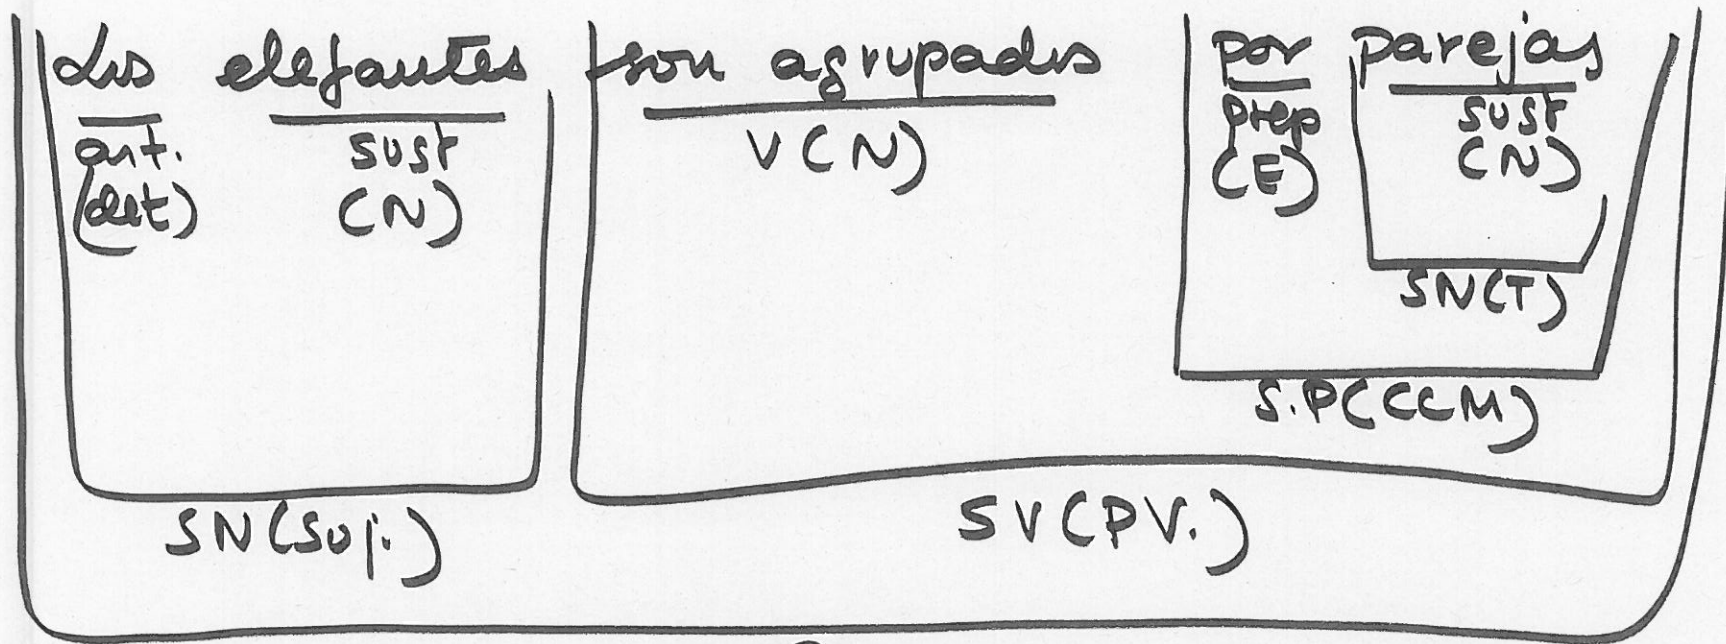 Los elefantes son agrupados por parejas
art. sust V(N) prep sust
(det) (N) (E) (N)
SN(T)
S.P(CCM)
SN(Suj.) SV(PV.)